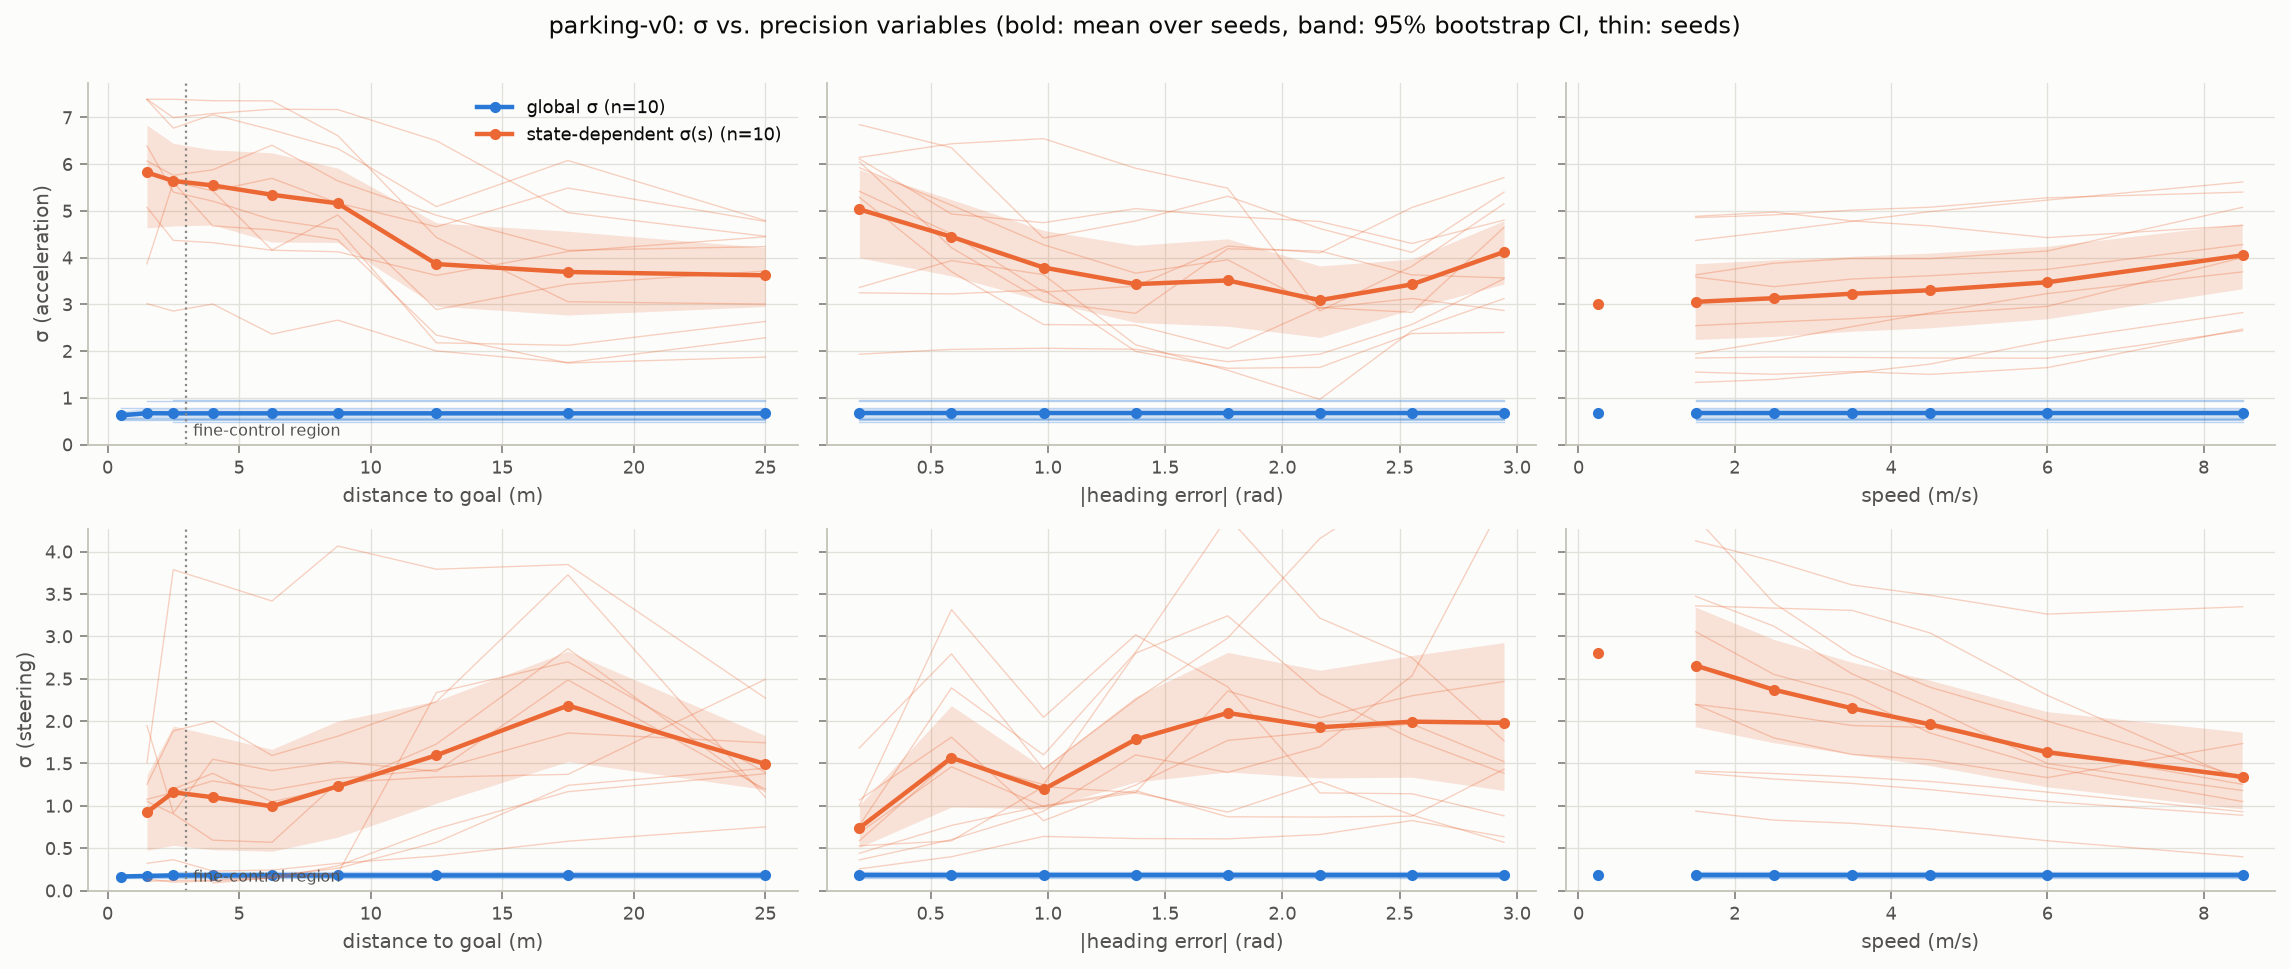 parking-v0: σ vs. precision variables (bold: mean over seeds, band: 95% bootstrap CI, thin: seeds)
global σ (n=10)
state-dependent σ(s) (n=10)
σ (acceleration)
7
6
5
4
3
2
1
0
fine-control region
0 5 10 15 20 25
distance to goal (m)
0.5 1.0 1.5 2.0 2.5 3.0
|heading error| (rad)
0 2 4 6 8
speed (m/s)
σ (steering)
4.0
3.5
3.0
2.5
2.0
1.5
1.0
0.5
0.0
fine-control region
0 5 10 15 20 25
distance to goal (m)
0.5 1.0 1.5 2.0 2.5 3.0
|heading error| (rad)
0 2 4 6 8
speed (m/s)